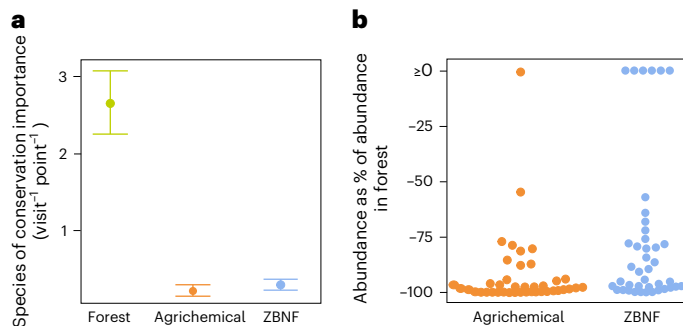 a
Species of conservation importance
(visit⁻¹ point⁻¹)
3
2
1
Forest
Agrichemical
ZBNF
b
Abundance as % of abundance
in forest
≥0
−25
−50
−75
−100
Agrichemical
ZBNF